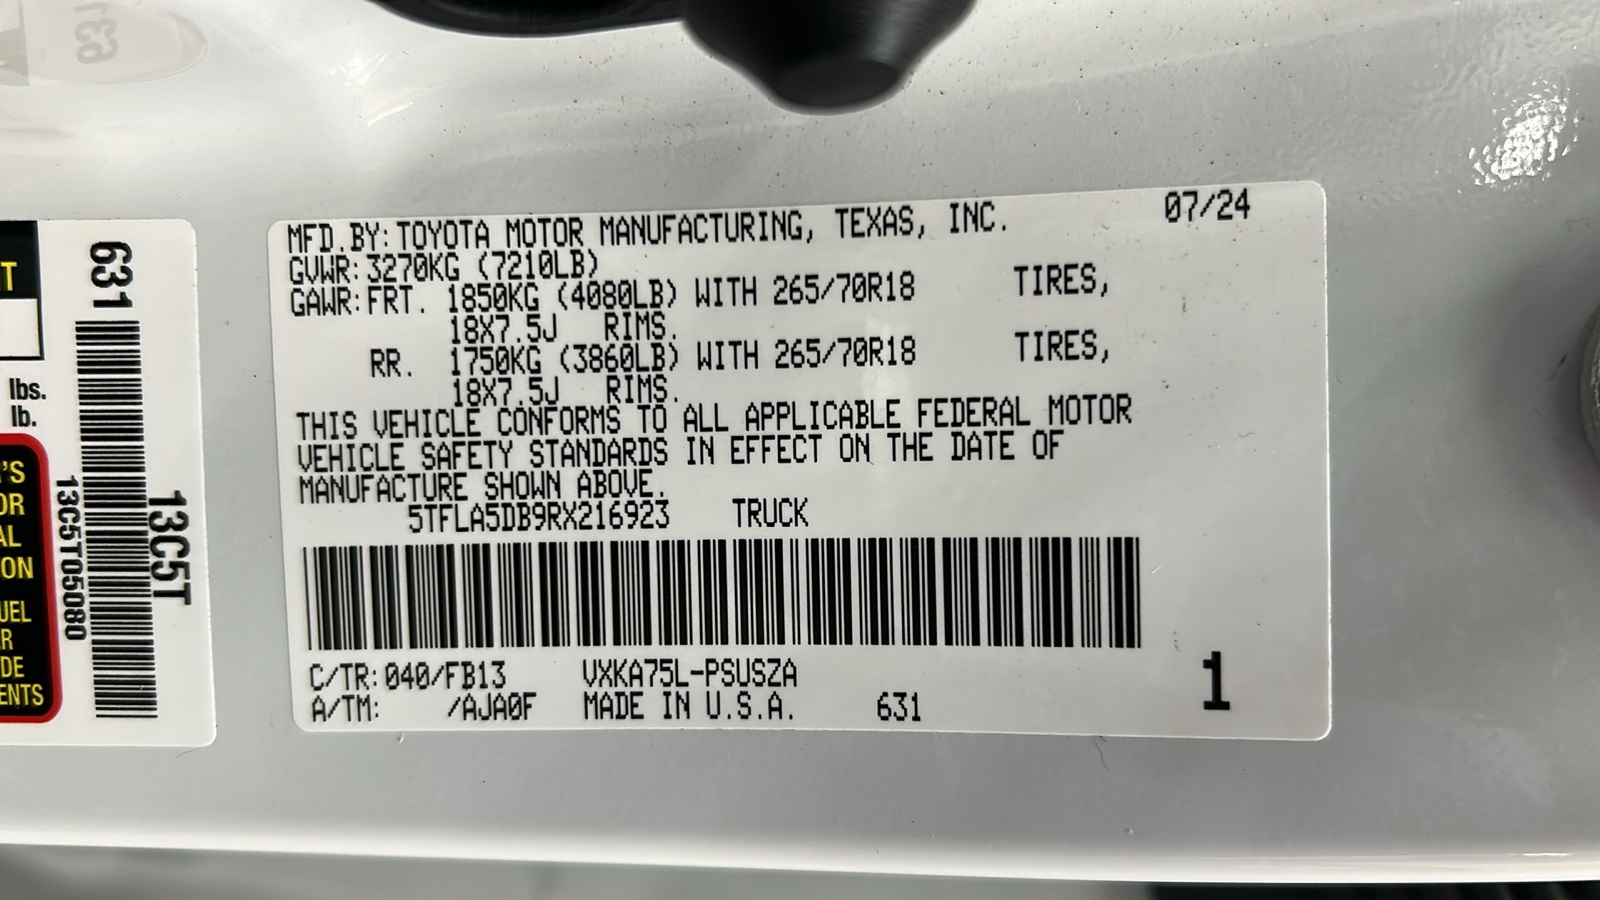 MFD.BY:TOYOTA MOTOR MANUFACTURING, TEXAS, INC. 07/24
GVWR:3270KG (7210LB)
GAWR:FRT. 1850KG (4080LB) WITH 265/70R18 TIRES,
18X7.5J RIMS.
RR. 1750KG (3860LB) WITH 265/70R18 TIRES,
18X7.5J RIMS.
THIS VEHICLE CONFORMS TO ALL APPLICABLE FEDERAL MOTOR
VEHICLE SAFETY STANDARDS IN EFFECT ON THE DATE OF
MANUFACTURE SHOWN ABOVE.
5TFLA5DB9RX216923 TRUCK
C/TR:040/FB13 VXKA75L-PSUSZA
A/TM: /AJA0F MADE IN U.S.A. 631
1
631
13C5T
13C5T05080
lbs.
lb.